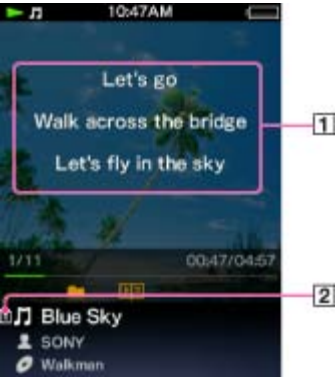 10:47AM
Let's go
Walk across the bridge
1
Let's fly in the sky
1/11
00:47/04:57
2
Blue Sky
SONY
Walkman